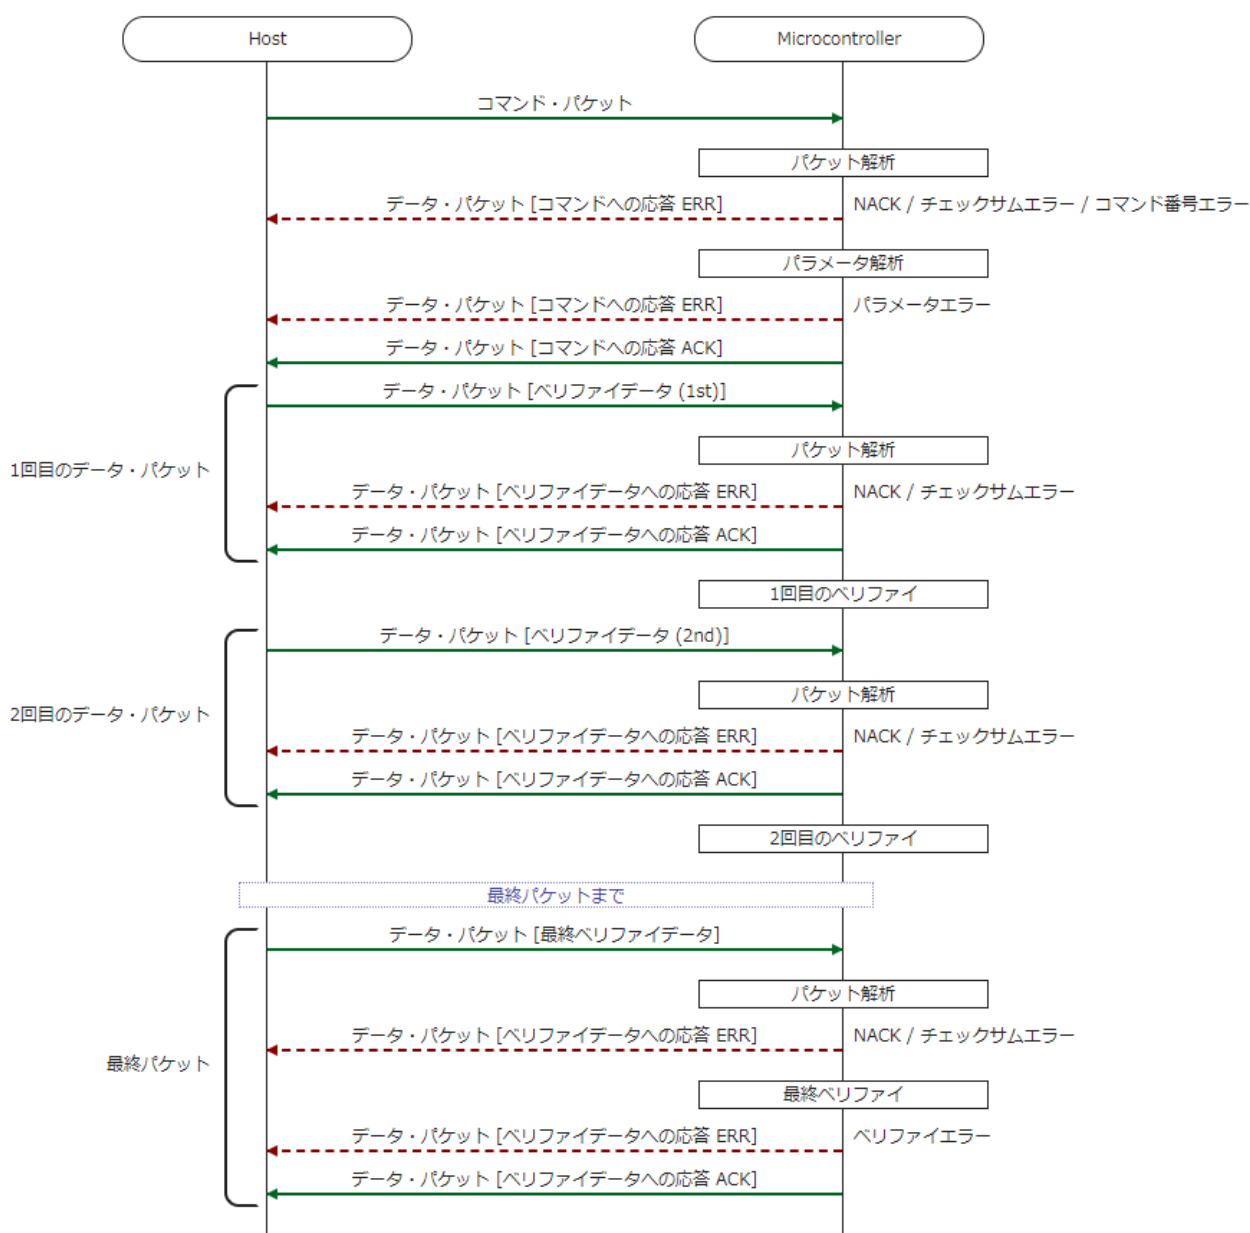 Host
Microcontroller
コマンド・パケット
パケット解析
データ・パケット [コマンドへの応答 ERR]
NACK / チェックサムエラー / コマンド番号エラー
パラメータ解析
データ・パケット [コマンドへの応答 ERR]
パラメータエラー
データ・パケット [コマンドへの応答 ACK]
データ・パケット [ベリファイデータ (1st)]
パケット解析
1回目のデータ・パケット
データ・パケット [ベリファイデータへの応答 ERR]
NACK / チェックサムエラー
データ・パケット [ベリファイデータへの応答 ACK]
1回目のベリファイ
データ・パケット [ベリファイデータ (2nd)]
パケット解析
2回目のデータ・パケット
データ・パケット [ベリファイデータへの応答 ERR]
NACK / チェックサムエラー
データ・パケット [ベリファイデータへの応答 ACK]
2回目のベリファイ
最終パケットまで
データ・パケット [最終ベリファイデータ]
パケット解析
データ・パケット [ベリファイデータへの応答 ERR]
NACK / チェックサムエラー
最終パケット
最終ベリファイ
データ・パケット [ベリファイデータへの応答 ERR]
ベリファイエラー
データ・パケット [ベリファイデータへの応答 ACK]